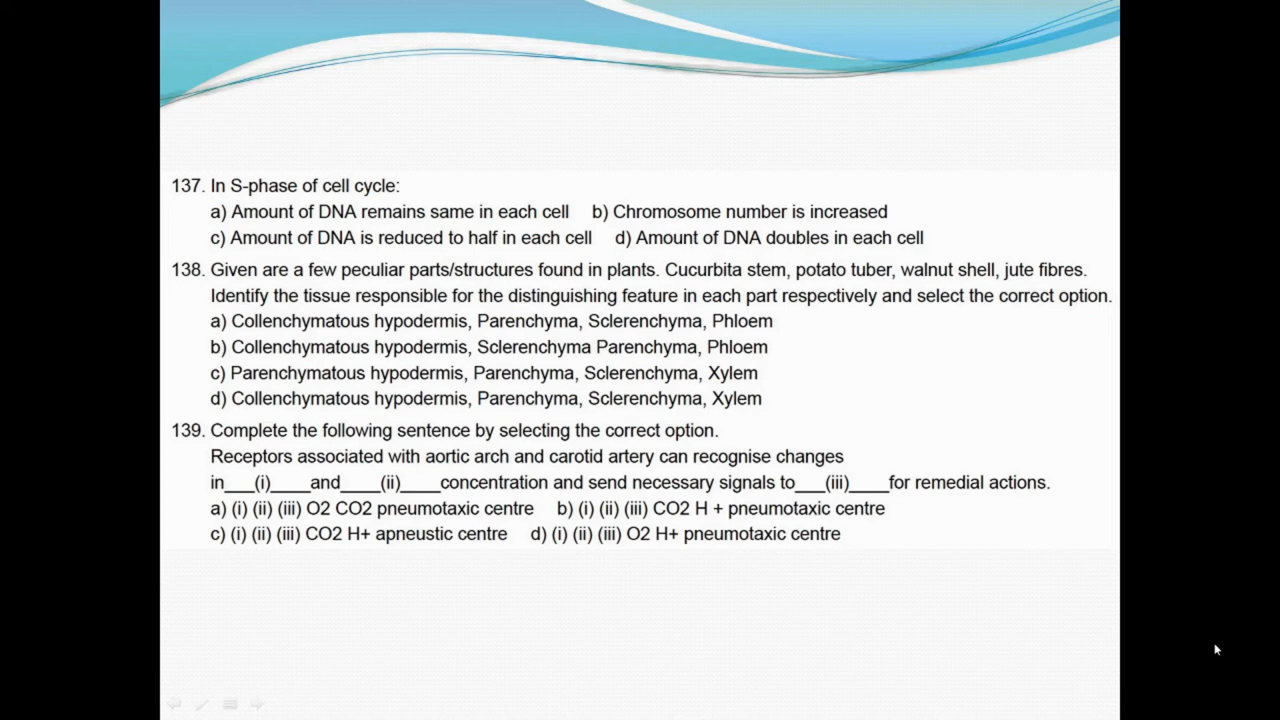 137. In S-phase of cell cycle:
a) Amount of DNA remains same in each cell b) Chromosome number is increased
c) Amount of DNA is reduced to half in each cell d) Amount of DNA doubles in each cell
138. Given are a few peculiar parts/structures found in plants. Cucurbita stem, potato tuber, walnut shell, jute fibres.
Identify the tissue responsible for the distinguishing feature in each part respectively and select the correct option.
a) Collenchymatous hypodermis, Parenchyma, Sclerenchyma, Phloem
b) Collenchymatous hypodermis, Sclerenchyma Parenchyma, Phloem
c) Parenchymatous hypodermis, Parenchyma, Sclerenchyma, Xylem
d) Collenchymatous hypodermis, Parenchyma, Sclerenchyma, Xylem
139. Complete the following sentence by selecting the correct option.
Receptors associated with aortic arch and carotid artery can recognise changes
in___(i)____and____(ii)____concentration and send necessary signals to___(iii)____for remedial actions.
a) (i) (ii) (iii) O2 CO2 pneumotaxic centre b) (i) (ii) (iii) CO2 H + pneumotaxic centre
c) (i) (ii) (iii) CO2 H+ apneustic centre d) (i) (ii) (iii) O2 H+ pneumotaxic centre